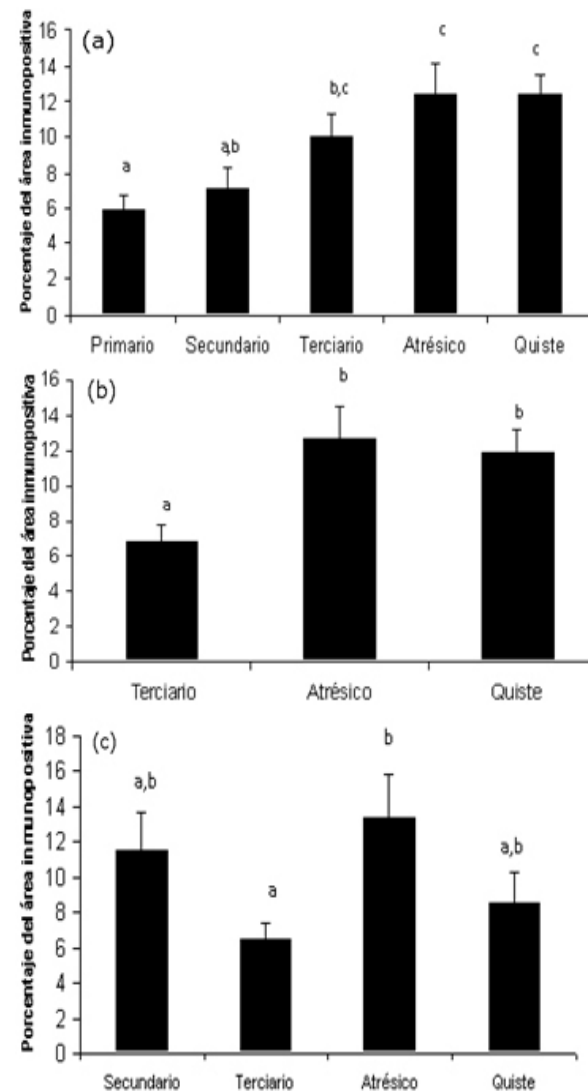 (a)
Porcentaje del área inmunopositiva
16
14
12
10
8
6
4
2
0
a
a,b
b,c
c
c
Primario Secundario Terciario Atrésico Quiste
(b)
Porcentaje del área inmunopositiva
16
14
12
10
8
6
4
2
0
a
b
b
Terciario Atrésico Quiste
(c)
Porcentaje del área inmunopositiva
18
16
14
12
10
8
6
4
2
0
a,b
a
b
a,b
Secundario Terciario Atrésico Quiste